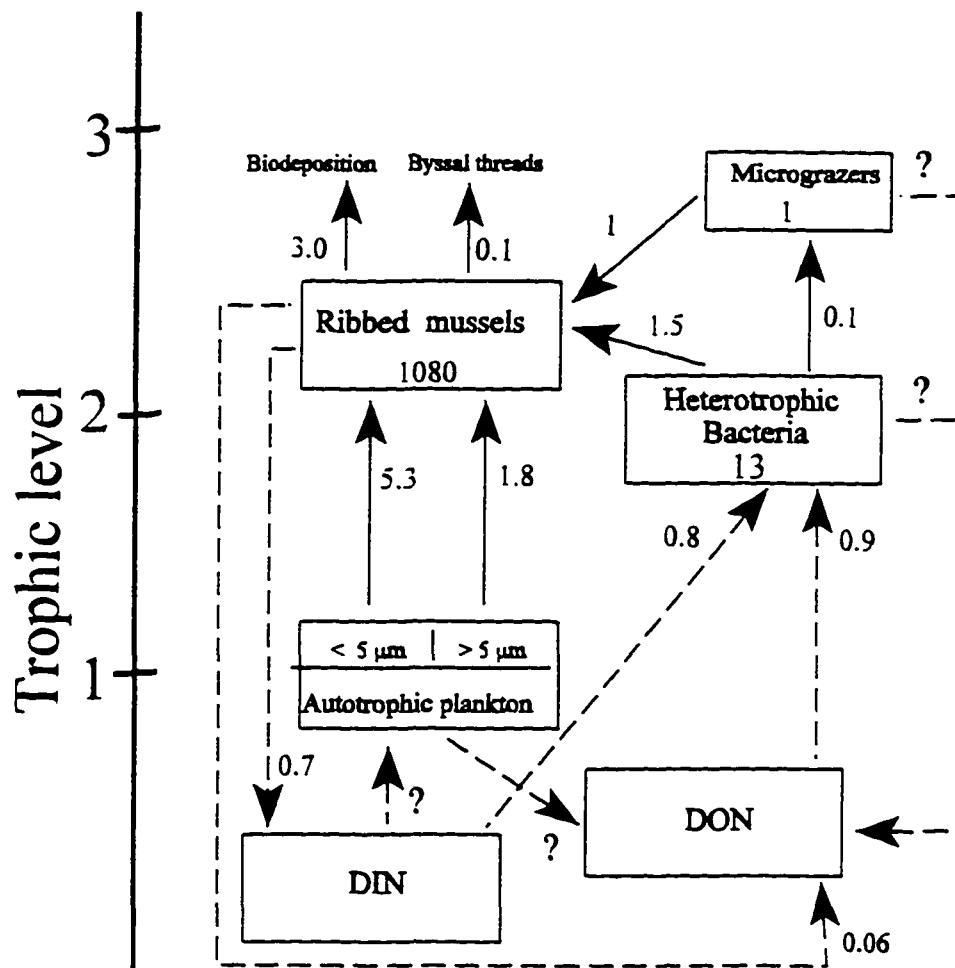 Trophic level
3
2
1
Biodeposition
Byssal threads
3.0
0.1
Ribbed mussels
1080
Micrograzers
1
?
1
1.5
0.1
Heterotrophic
Bacteria
13
?
5.3
1.8
0.8
0.9
< 5 µm
> 5 µm
Autotrophic plankton
0.7
?
?
DIN
DON
0.06